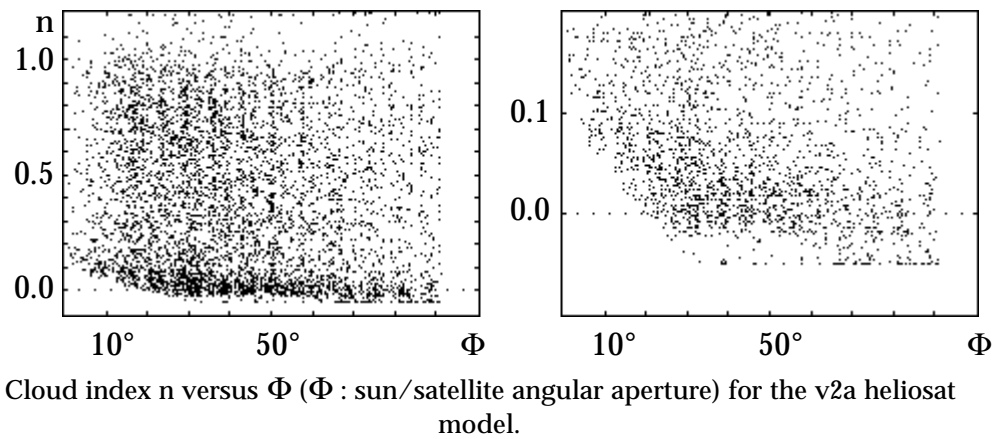 n
1.0
0.5
0.0
10°
50°
Φ
0.1
0.0
10°
50°
Φ
Cloud index n versus Φ (Φ : sun/satellite angular aperture) for the v2a heliosat
model.